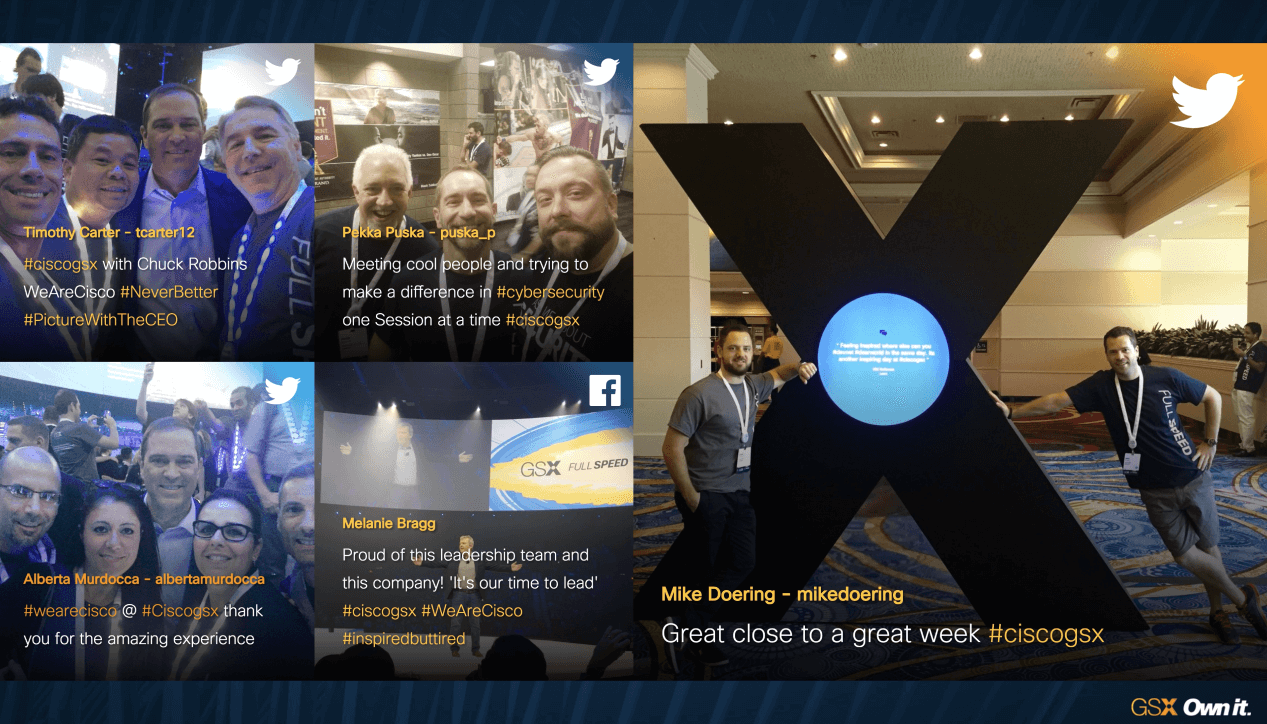 Timothy Carter - tcarter12
#ciscogsx with Chuck Robbins
WeAreCisco #NeverBetter
#PictureWithTheCEO
FULL S
Pekka Puska - puska_p
Meeting cool people and trying to
make a difference in #cybersecurity
one Session at a time #ciscogsx
Alberta Murdocca - albertamurdocca
#wearecisco @ #Ciscogsx thank
you for the amazing experience
GSX FULL SPEED
Melanie Bragg
Proud of this leadership team and
this company! 'It's our time to lead'
#ciscogsx #WeAreCisco
#inspiredbuttired
FULL SPEED
Mike Doering - mikedoering
Great close to a great week #ciscogsx
GSX Own it.